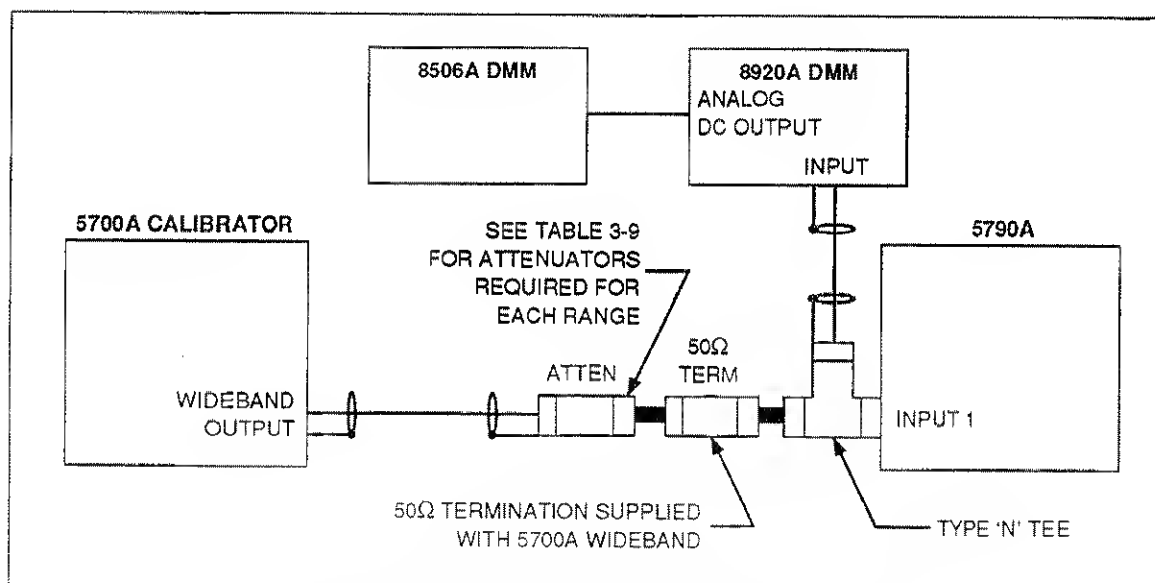 8506A DMM
8920A DMM
ANALOG
DC OUTPUT
INPUT
5700A CALIBRATOR
SEE TABLE 3-9
FOR ATTENUATORS
REQUIRED FOR
EACH RANGE
5790A
50Ω
TERM
ATTEN
WIDEBAND
OUTPUT
INPUT 1
50Ω TERMINATION SUPPLIED
WITH 5700A WIDEBAND
TYPE 'N' TEE